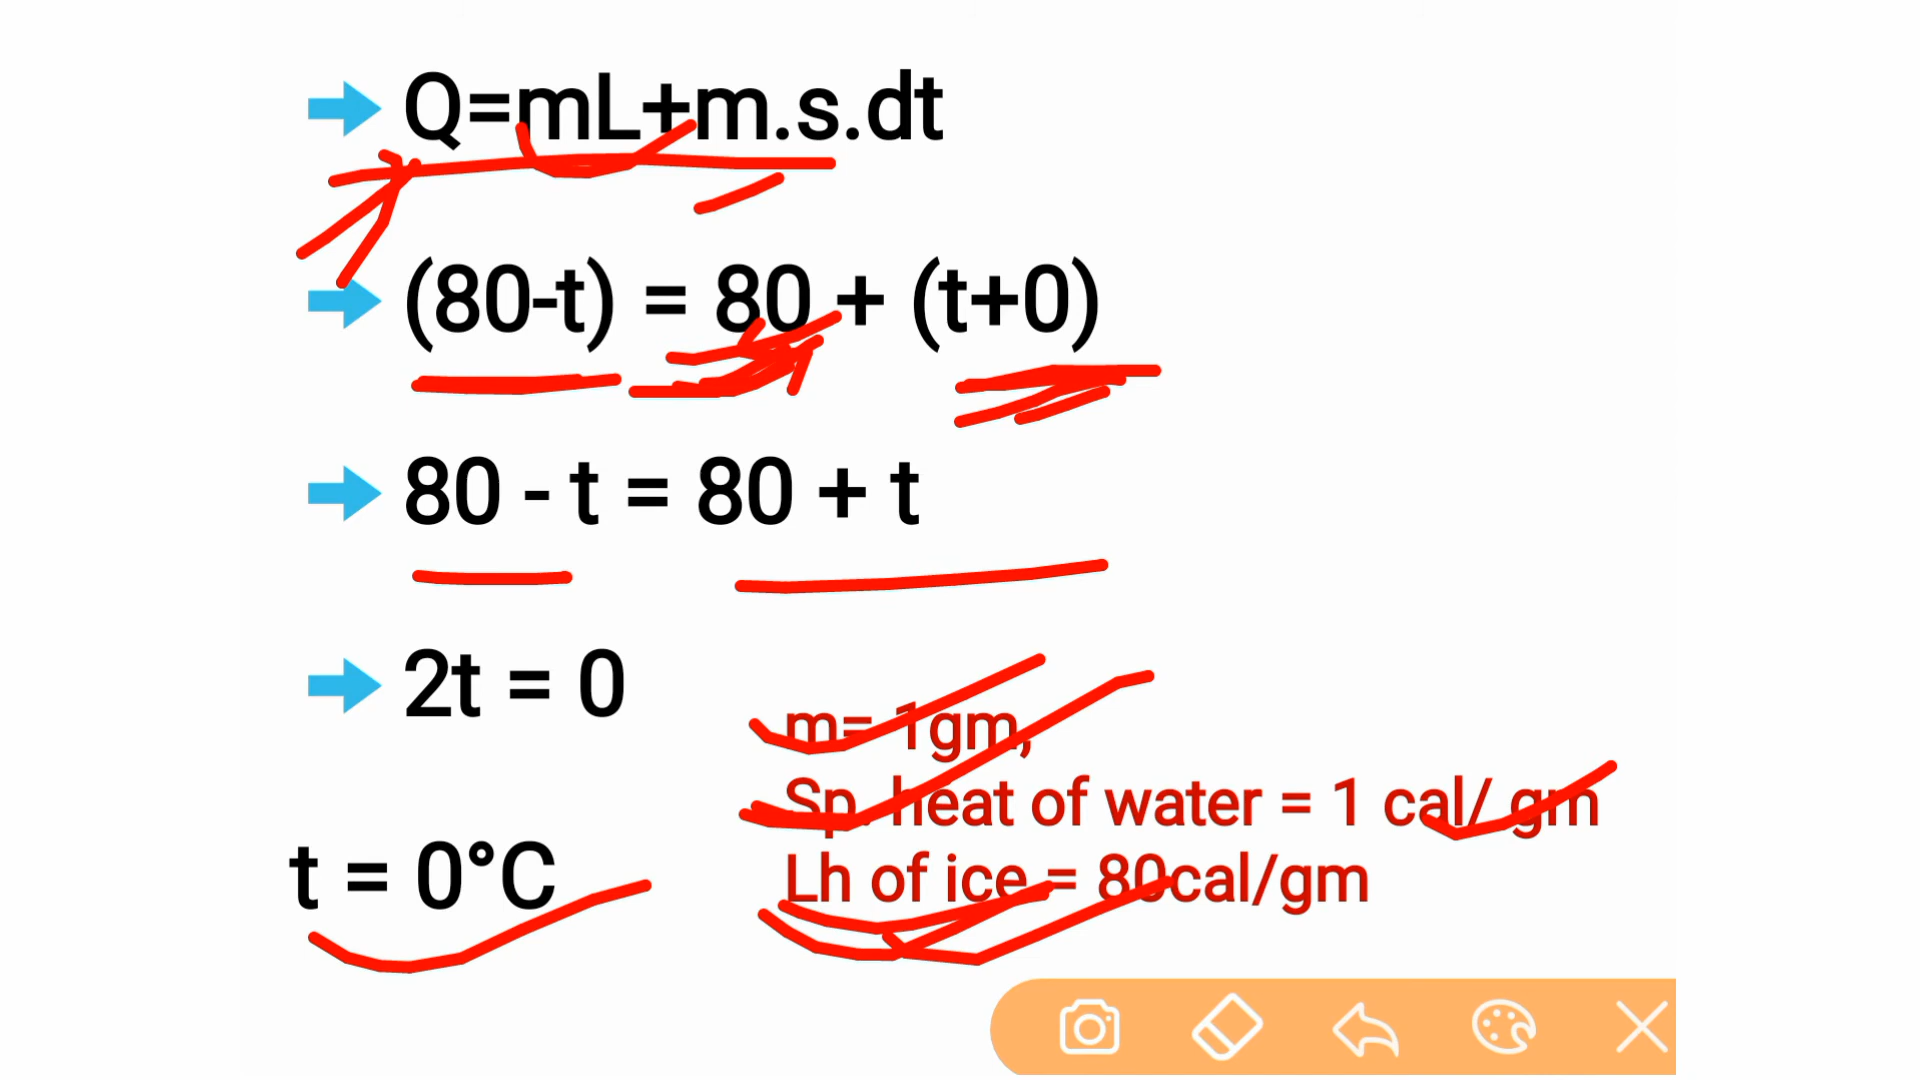 Q=mL+m.s.dt
(80-t) = 80 + (t+0)
80 - t = 80 + t
2t = 0
m= 1gm,
Sp. heat of water = 1 cal/ gm
t = 0°C
Lh of ice = 80cal/gm